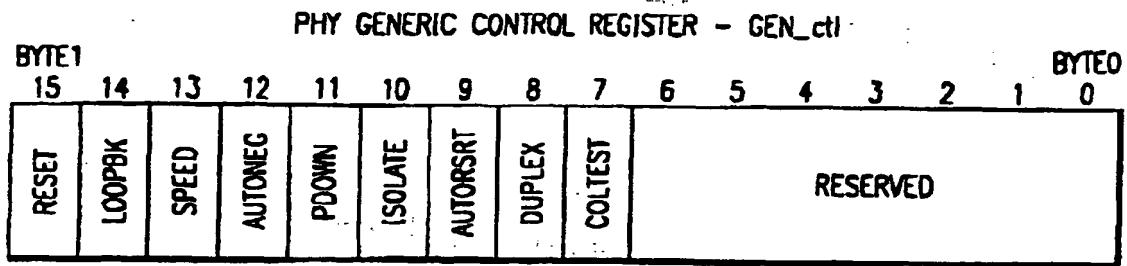 PHY GENERIC CONTROL REGISTER - GEN_ctl
BYTE1 BYTE0
15 14 13 12 11 10 9 8 7 6 5 4 3 2 1 0
RESET LOOPBK SPEED AUTONEG PDOWN ISOLATE AUTORSRT DUPLEX COLTEST RESERVED